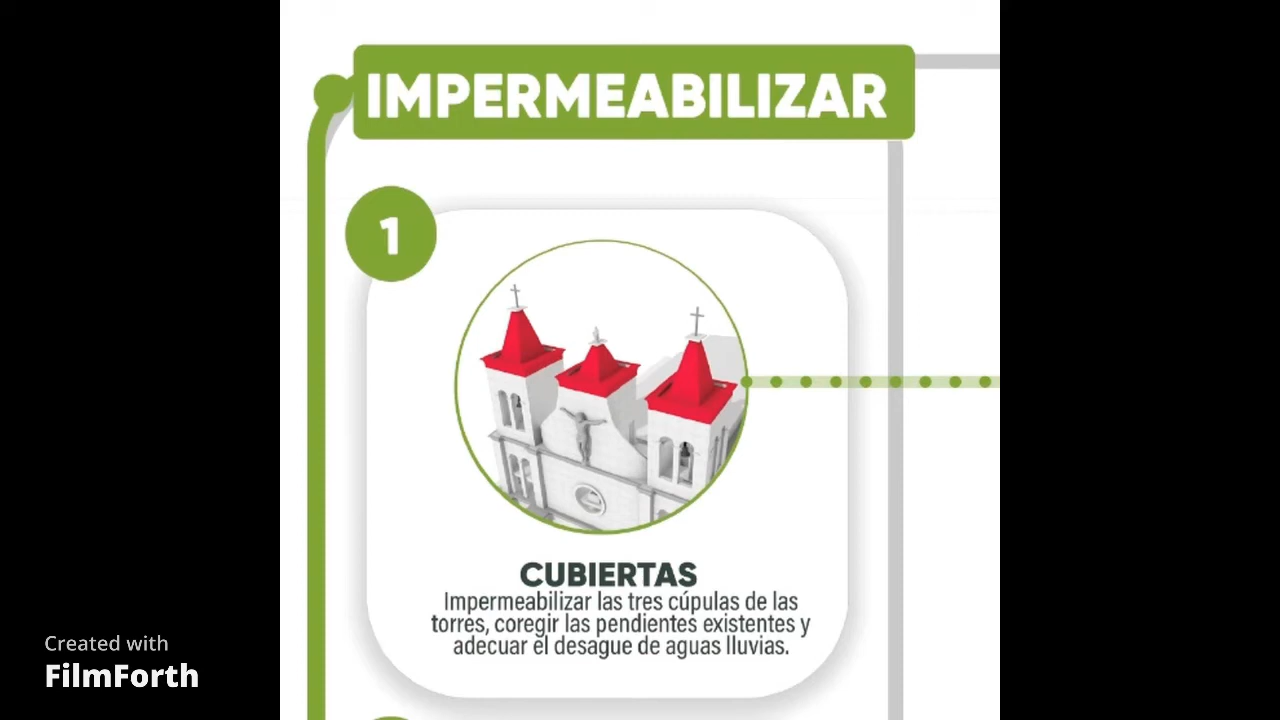 IMPERMEABILIZAR
1
CUBIERTAS
Impermeabilizar las tres cúpulas de las
torres, coregir las pendientes existentes y
adecuar el desague de aguas lluvias.
Created with
FilmForth